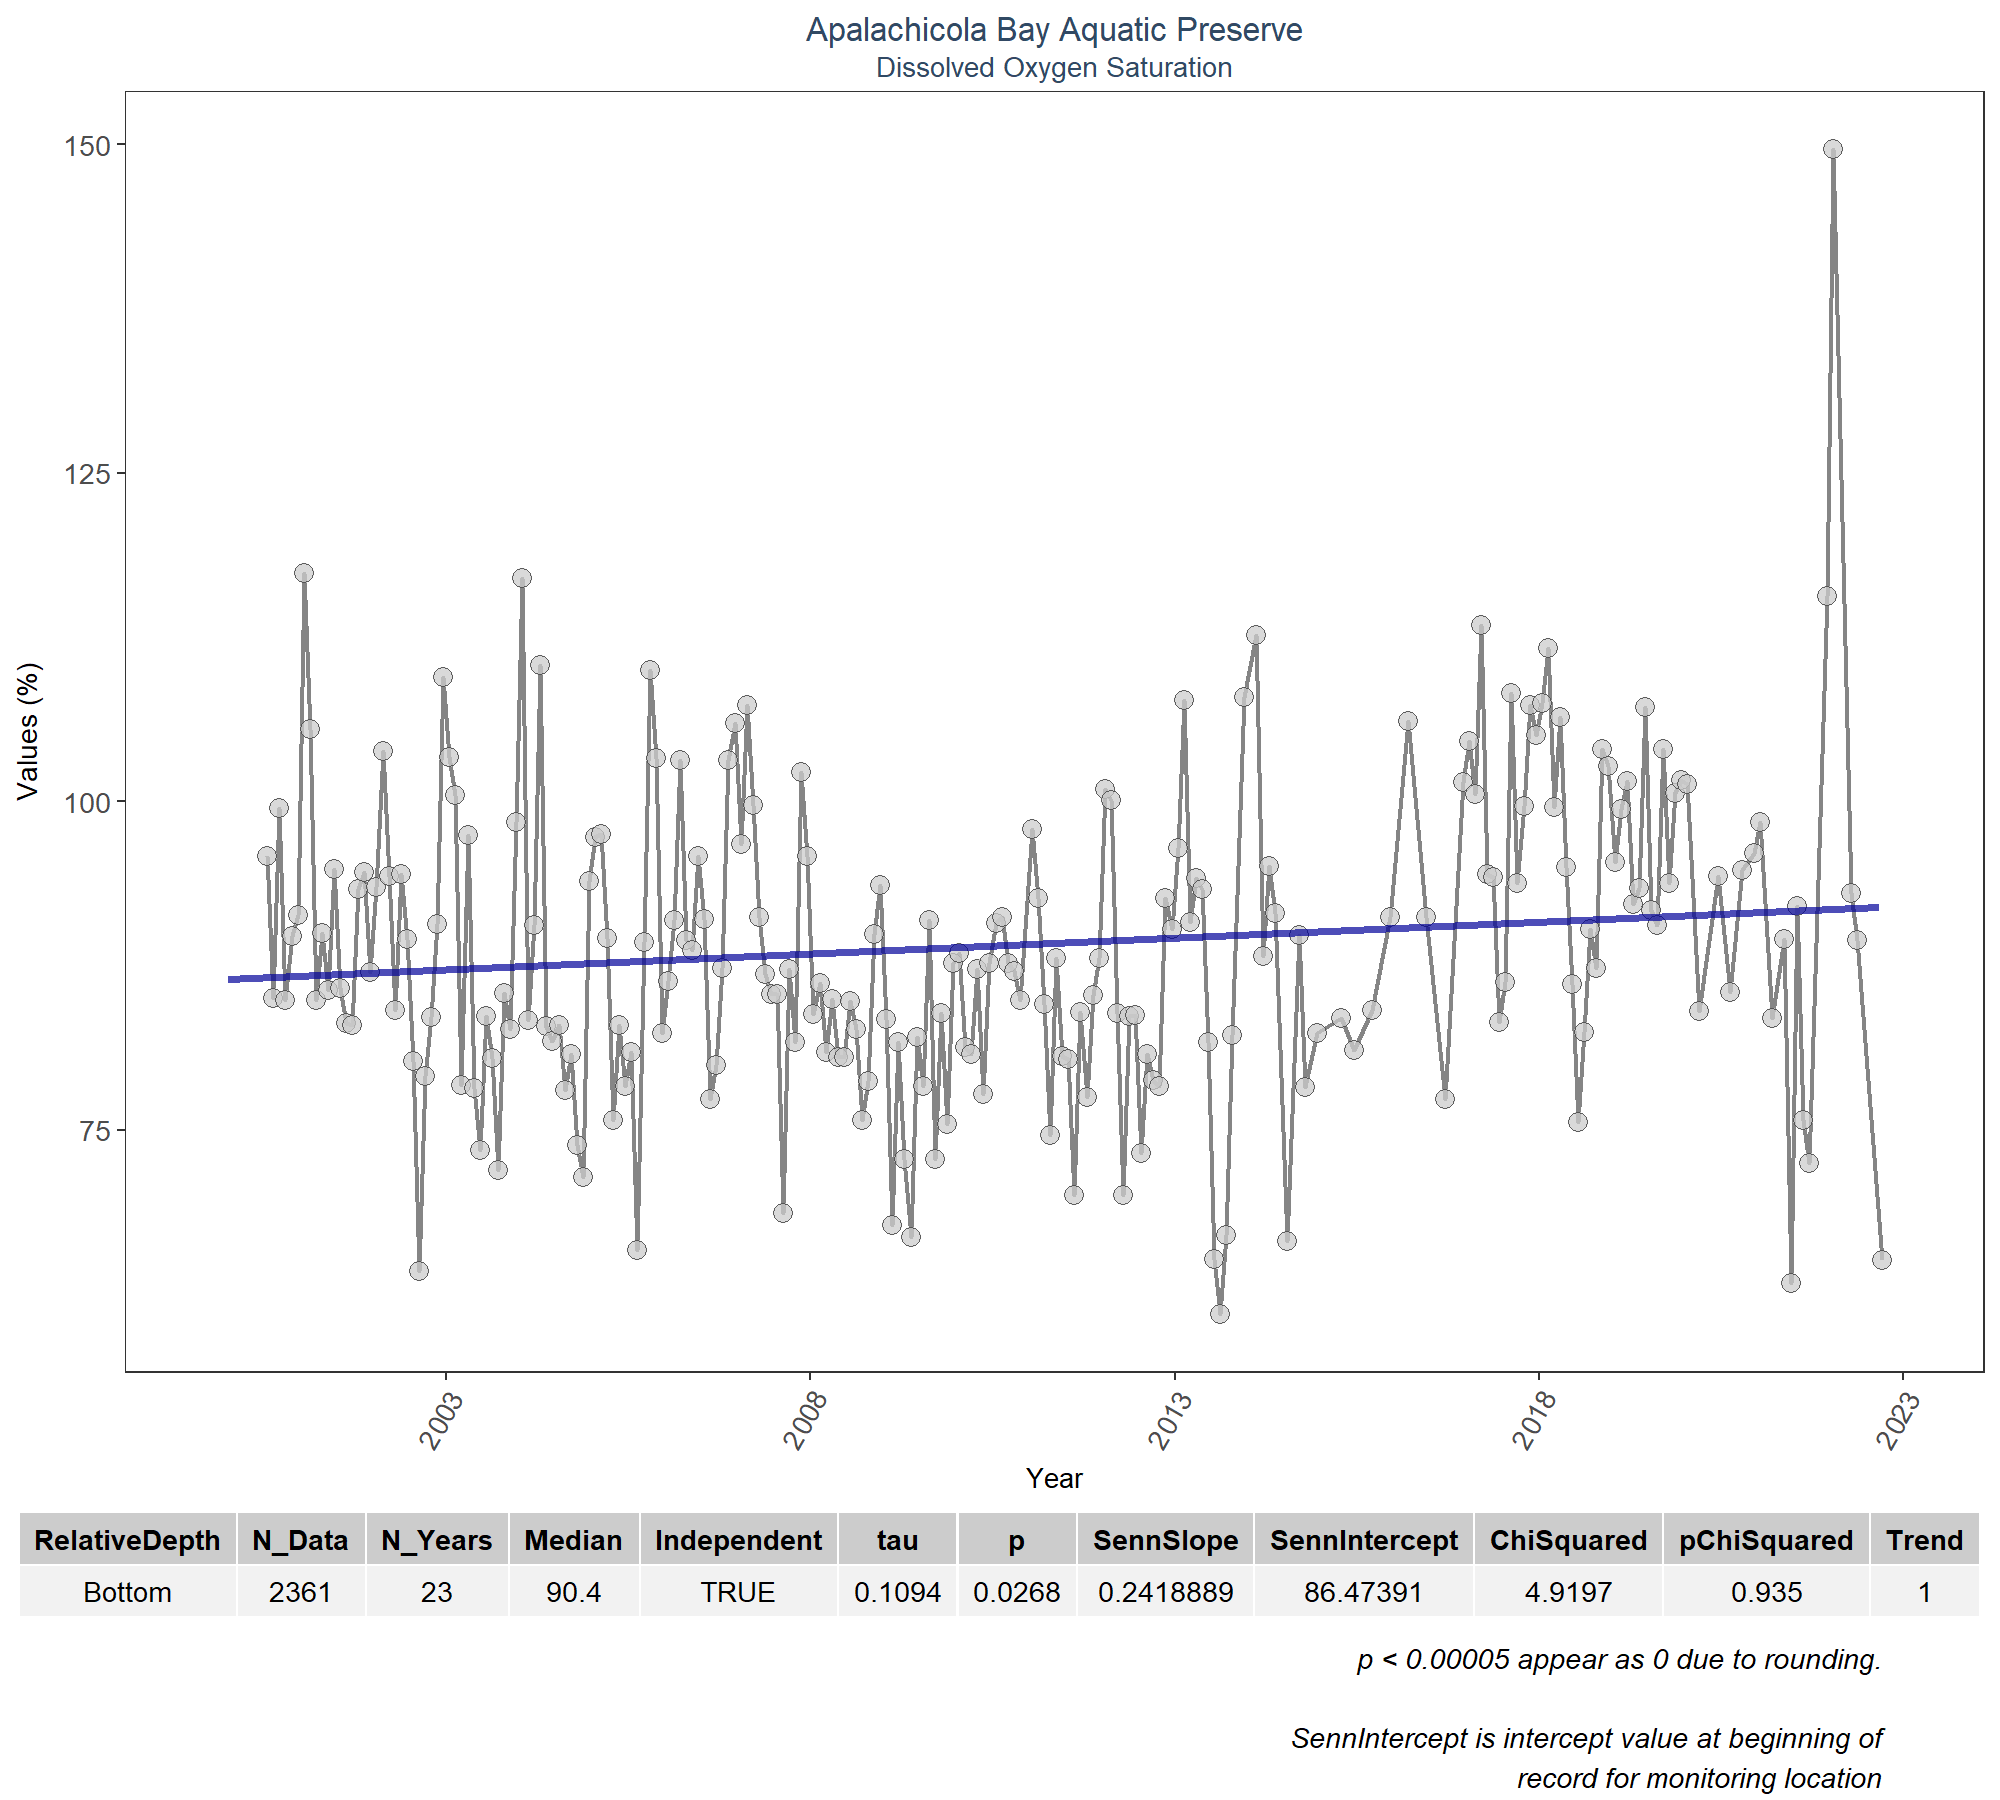 Apalachicola Bay Aquatic Preserve
Dissolved Oxygen Saturation
150
125
100
75
Values (%)
2003
2008
2013
2018
2023
Year
RelativeDepth N_Data N_Years Median Independent tau p SennSlope SennIntercept ChiSquared pChiSquared Trend
Bottom 2361 23 90.4 TRUE 0.1094 0.0268 0.2418889 86.47391 4.9197 0.935 1
p < 0.00005 appear as 0 due to rounding.
SennIntercept is intercept value at beginning of
record for monitoring location